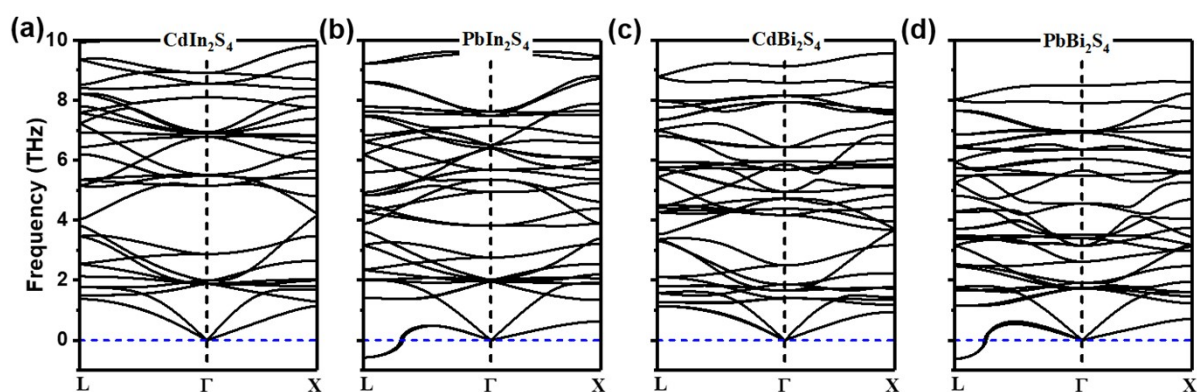 (a) CdIn₂S₄ (b) PbIn₂S₄ (c) CdBi₂S₄ (d) PbBi₂S₄
10
8
6
4
2
0
Frequency (THz)
L Γ X L Γ X L Γ X L Γ X